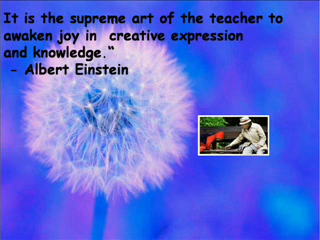 It is the supreme art of the teacher to
awaken joy in creative expression
and knowledge.“
- Albert Einstein